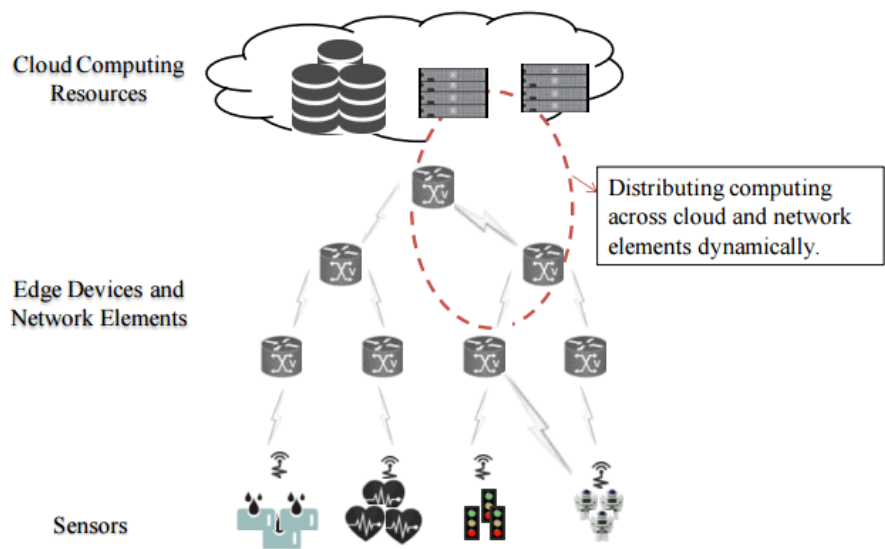 Cloud Computing
Resources
Distributing computing
across cloud and network
elements dynamically.
Edge Devices and
Network Elements
Sensors
V
V
V
V
V
V
V